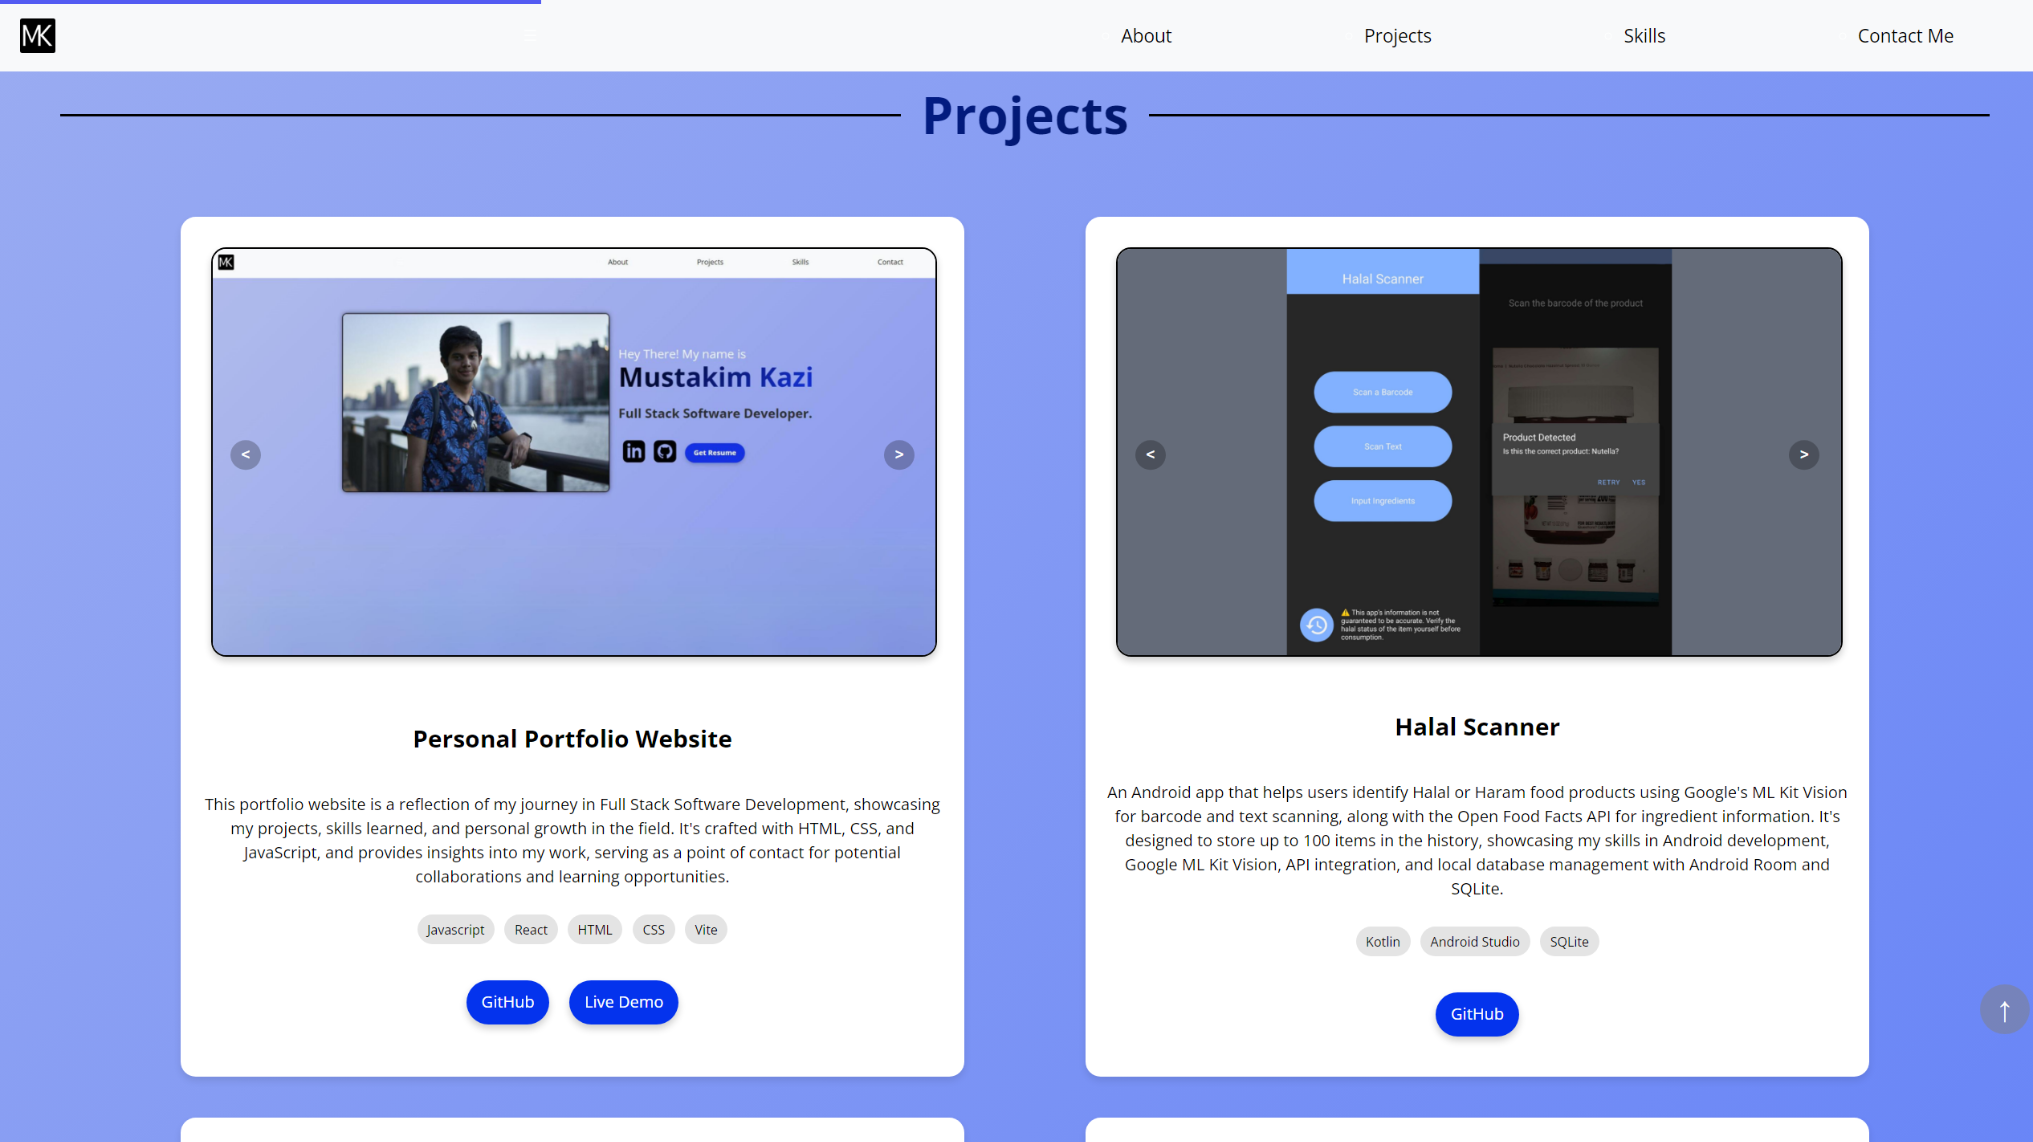 MK
About
Projects
Skills
Contact Me
Projects
MK
About
Projects
Skills
Contact
Hey There! My name is
Mustakim Kazi
Full Stack Software Developer.
in
Get Resume
<
>
Personal Portfolio Website
This portfolio website is a reflection of my journey in Full Stack Software Development, showcasing
my projects, skills learned, and personal growth in the field. It's crafted with HTML, CSS, and
JavaScript, and provides insights into my work, serving as a point of contact for potential
collaborations and learning opportunities.
Javascript
React
HTML
CSS
Vite
GitHub
Live Demo
Halal Scanner
Scan a Barcode
Scan Text
Input Ingredients
⚠ This app's information is not
guaranteed to be accurate. Verify the
halal status of the item yourself before
consumption.
Scan the barcode of the product
Product Detected
Is this the correct product: Nutella?
RETRY
YES
<
>
Halal Scanner
An Android app that helps users identify Halal or Haram food products using Google's ML Kit Vision
for barcode and text scanning, along with the Open Food Facts API for ingredient information. It's
designed to store up to 100 items in the history, showcasing my skills in Android development,
Google ML Kit Vision, API integration, and local database management with Android Room and
SQLite.
Kotlin
Android Studio
SQLite
GitHub
↑